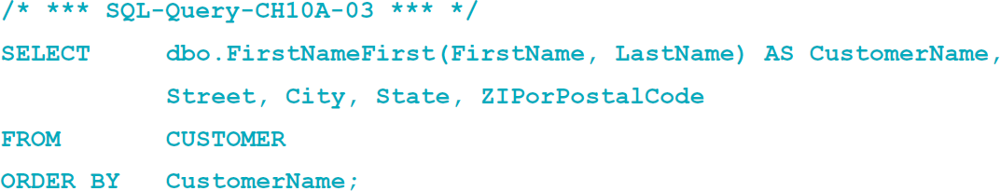 /* *** SQL-Query-CH10A-03 *** */
SELECT dbo.FirstNameFirst(FirstName, LastName) AS CustomerName,
Street, City, State, ZIPorPostalCode
FROM CUSTOMER
ORDER BY CustomerName;